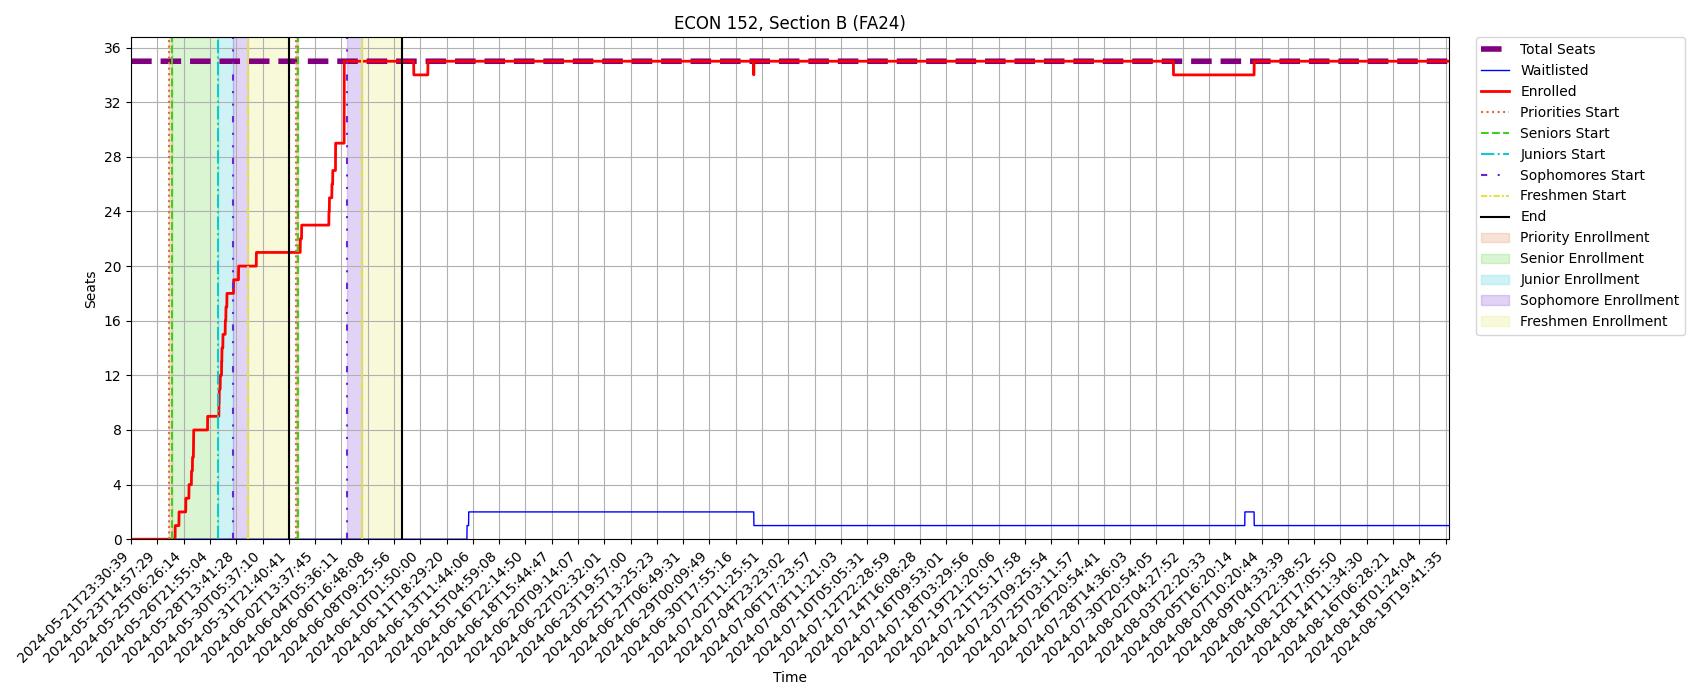 ECON 152, Section B (FA24)
36
32
28
24
20
16
12
8
4
0
Seats
2024-05-21T23:30:39
2024-05-23T14:57:29
2024-05-25T06:26:14
2024-05-26T21:55:04
2024-05-28T13:41:28
2024-05-30T05:37:10
2024-05-31T21:40:41
2024-06-02T13:37:45
2024-06-04T05:36:11
2024-06-06T16:48:08
2024-06-08T09:25:56
2024-06-10T01:50:00
2024-06-11T18:29:20
2024-06-13T11:44:06
2024-06-15T04:59:09
2024-06-16T22:14:50
2024-06-18T15:44:47
2024-06-20T09:14:07
2024-06-22T02:32:01
2024-06-23T19:57:00
2024-06-25T13:25:23
2024-06-27T06:49:31
2024-06-29T00:09:49
2024-06-30T17:55:16
2024-07-02T11:25:51
2024-07-04T23:23:02
2024-07-06T17:23:57
2024-07-08T11:21:03
2024-07-10T05:05:31
2024-07-12T22:28:59
2024-07-14T16:08:28
2024-07-16T09:53:01
2024-07-18T03:29:56
2024-07-19T21:20:06
2024-07-21T15:17:58
2024-07-23T09:25:54
2024-07-25T03:11:57
2024-07-26T20:54:41
2024-07-28T14:36:03
2024-07-30T20:54:05
2024-08-02T04:27:52
2024-08-03T22:20:33
2024-08-05T16:20:14
2024-08-07T10:20:44
2024-08-09T04:33:39
2024-08-10T22:38:52
2024-08-12T17:05:50
2024-08-14T11:34:30
2024-08-16T06:28:21
2024-08-18T01:24:04
2024-08-19T19:41:35
Time
Total Seats
Waitlisted
Enrolled
Priorities Start
Seniors Start
Juniors Start
Sophomores Start
Freshmen Start
End
Priority Enrollment
Senior Enrollment
Junior Enrollment
Sophomore Enrollment
Freshmen Enrollment